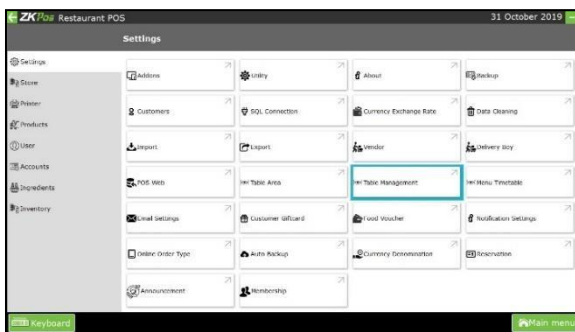 ZKPos Restaurant POS
31 October 2019
Settings
Settings
Store
Printer
Products
User
Accounts
Ingredients
Inventory
Addons
Utility
About
Backup
Customers
SQL Connection
Currency Exchange Rate
Data Cleaning
Import
Export
Vendor
Delivery Boy
POS Web
Table Area
Table Management
Menu Timetable
Email Settings
Customer Giftcard
Food Voucher
Notification Settings
Online Order Type
Auto Backup
Currency Denomination
Reservation
Announcement
Membership
Keyboard
Main menu